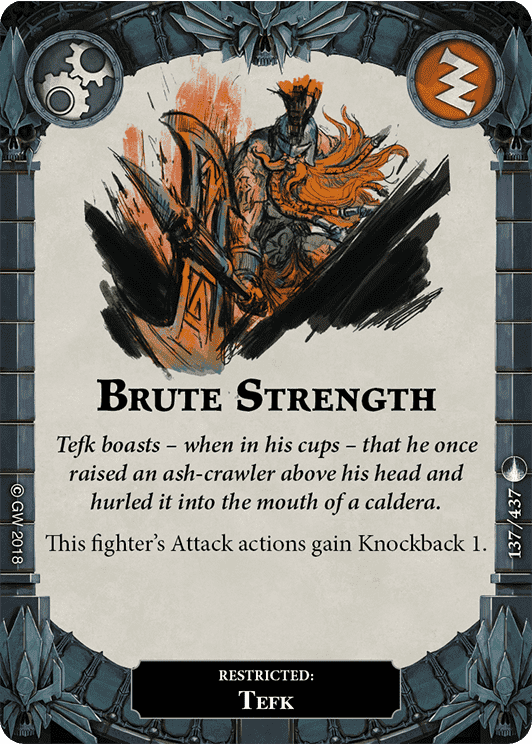 BRUTE STRENGTH
Tefk boasts – when in his cups – that he once
raised an ash-crawler above his head and
hurled it into the mouth of a caldera.
This fighter's Attack actions gain Knockback 1.
© GW 2018
137/437
RESTRICTED:
TEFK